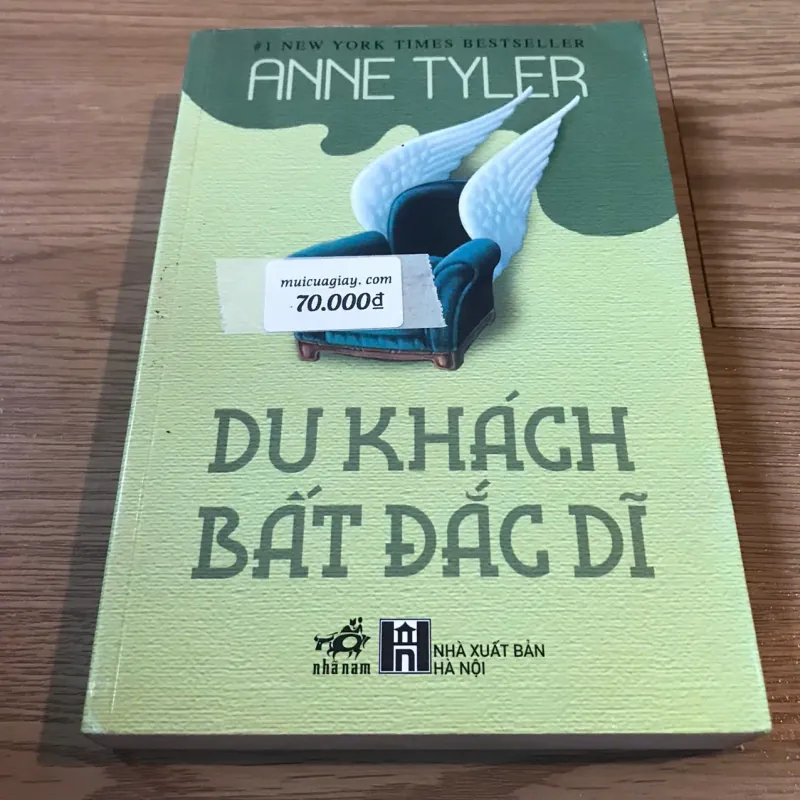 #1 NEW YORK TIMES BESTSELLER
ANNE TYLER
muicuagiay. com
70.000₫
DU KHÁCH
BẤT ĐẮC DĨ
nhã nam
NHÀ XUẤT BẢN
HÀ NỘI